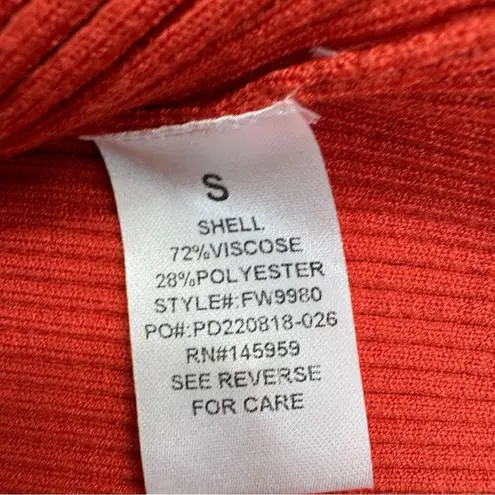 S
SHELL
72%VISCOSE
28%POLYESTER
STYLE#:FW9980
PO#:PD220818-026
RN#145959
SEE REVERSE
FOR CARE